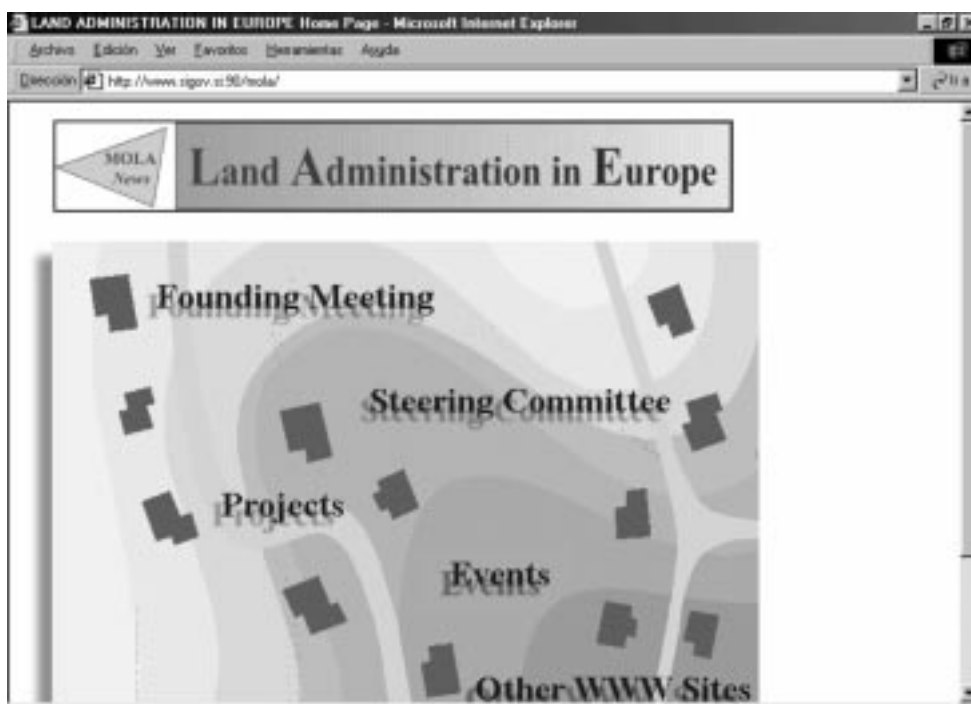 LAND ADMINISTRATION IN EUROPE Home Page - Microsoft Internet Explorer
Archivo Edición Ver Favoritos Herramientas Ayuda
Dirección http://www.sigov.si:90/mola/ Ir a
MOLA
News
Land Administration in Europe
Founding Meeting
Steering Committee
Projects
Events
Other WWW Sites